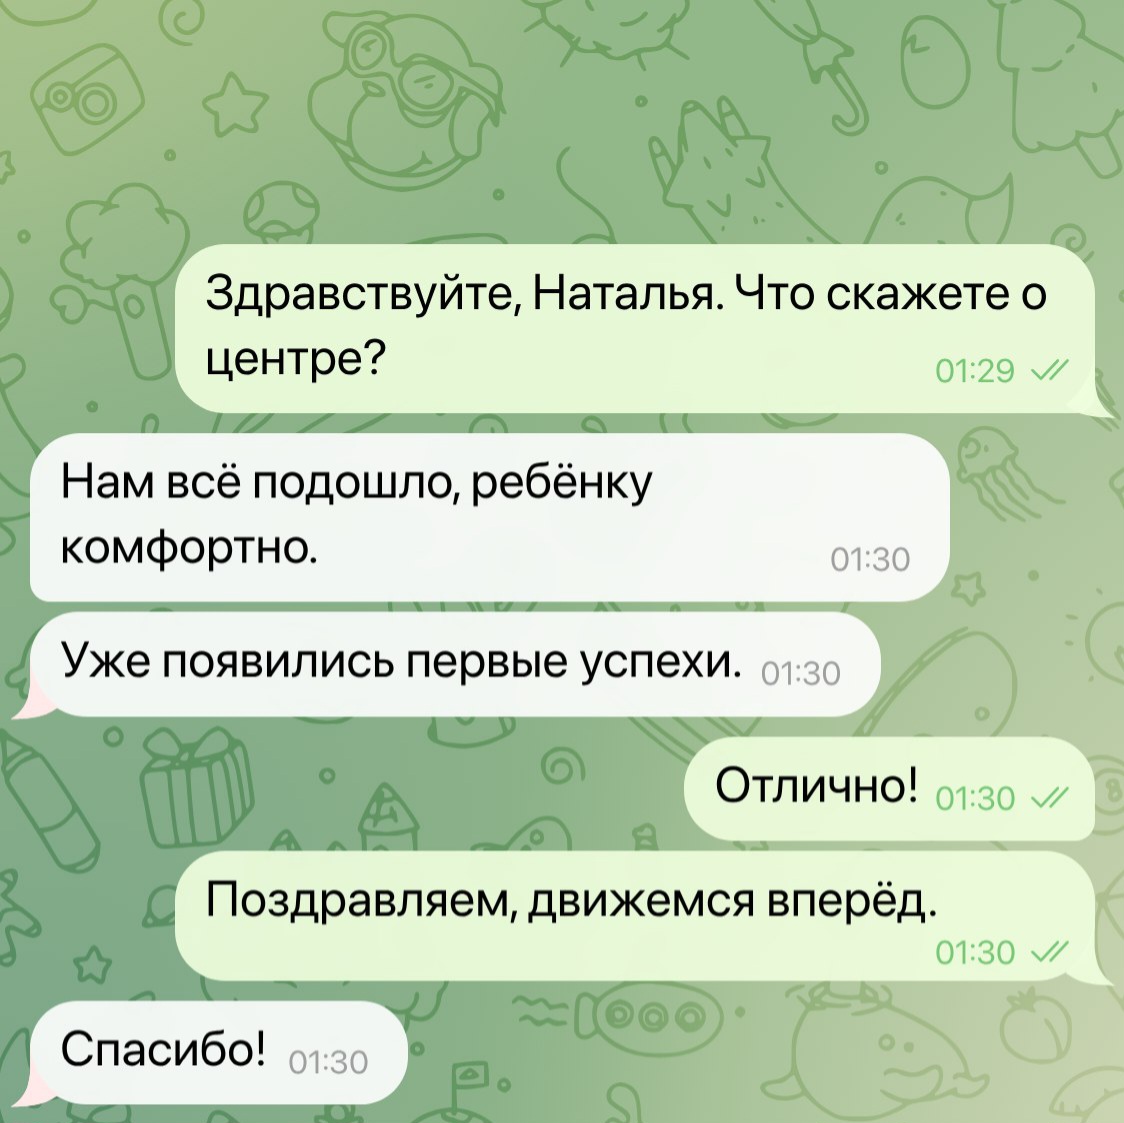 Здравствуйте, Наталья. Что скажете о
центре?
01:29
Нам всё подошло, ребёнку
комфортно.
01:30
Уже появились первые успехи. 01:30
Отлично! 01:30
Поздравляем, движемся вперёд.
01:30
Спасибо! 01:30